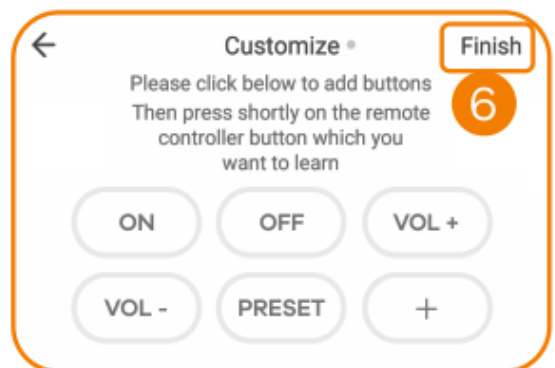 ← Customize Finish
6
Please click below to add buttons
Then press shortly on the remote
controller button which you
want to learn
ON OFF VOL +
VOL - PRESET +